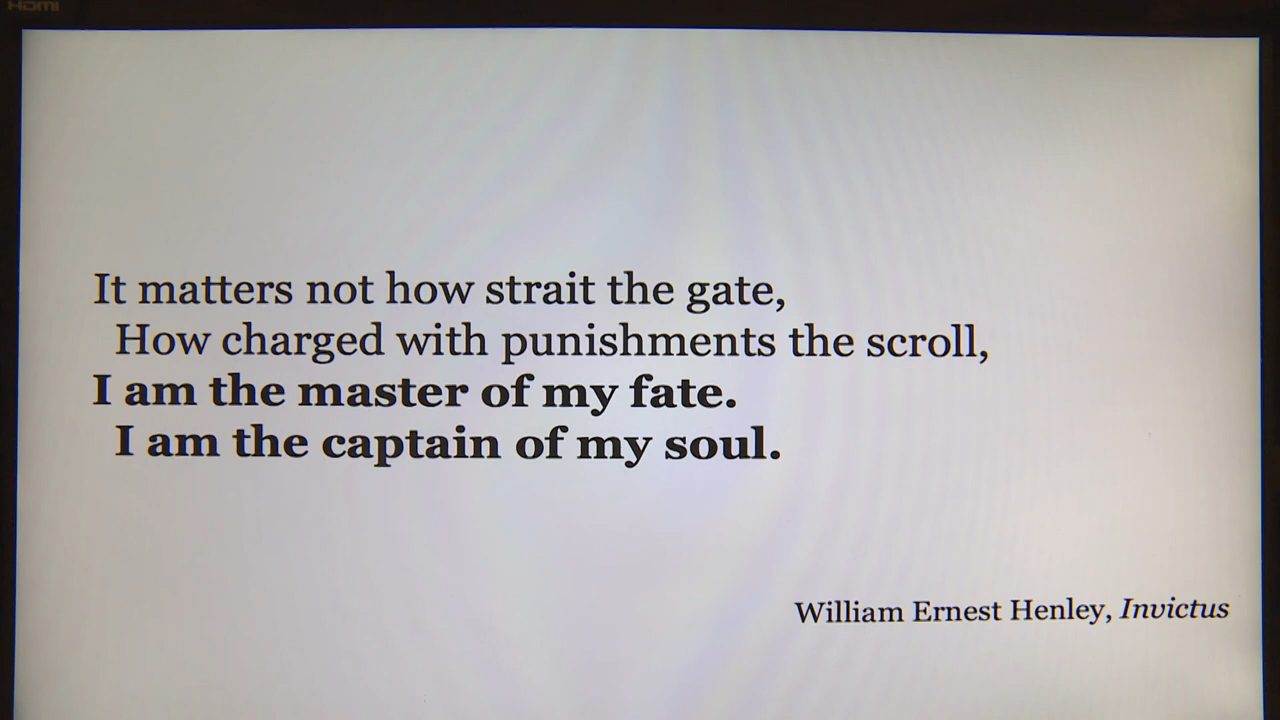 HDMI
It matters not how strait the gate,
How charged with punishments the scroll,
I am the master of my fate.
I am the captain of my soul.
William Ernest Henley, Invictus